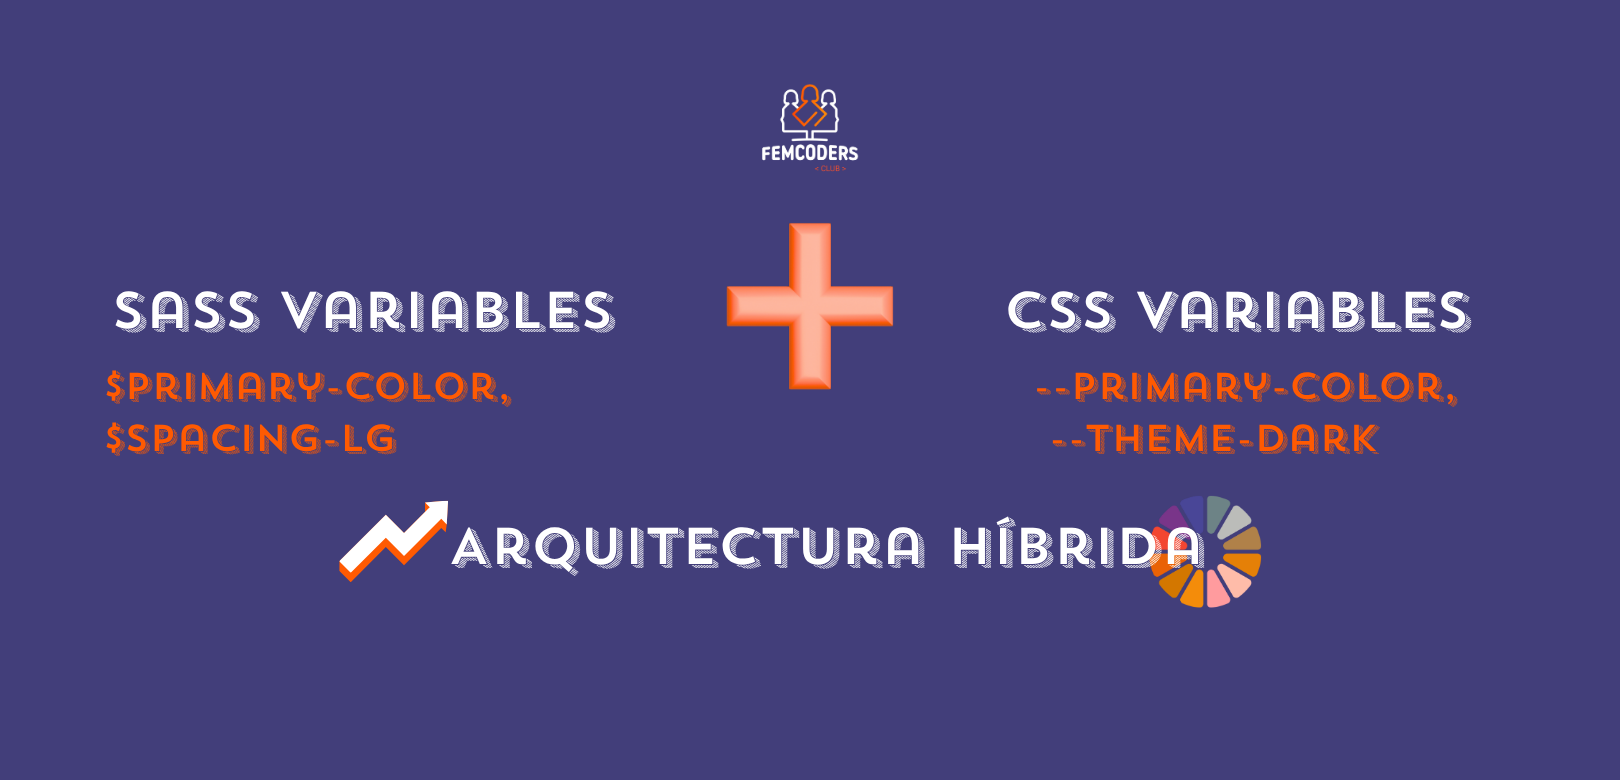 FEMCODERS
< CLUB >
SASS VARIABLES
$PRIMARY-COLOR,
$SPACING-LG
CSS VARIABLES
--PRIMARY-COLOR,
--THEME-DARK
ARQUITECTURA HÍBRIDA